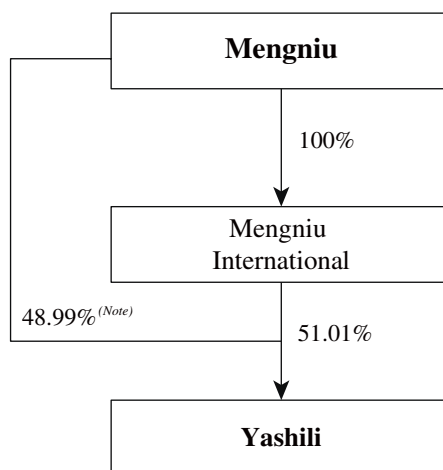 Mengniu
100%
Mengniu
International
48.99% (Note)
51.01%
Yashili